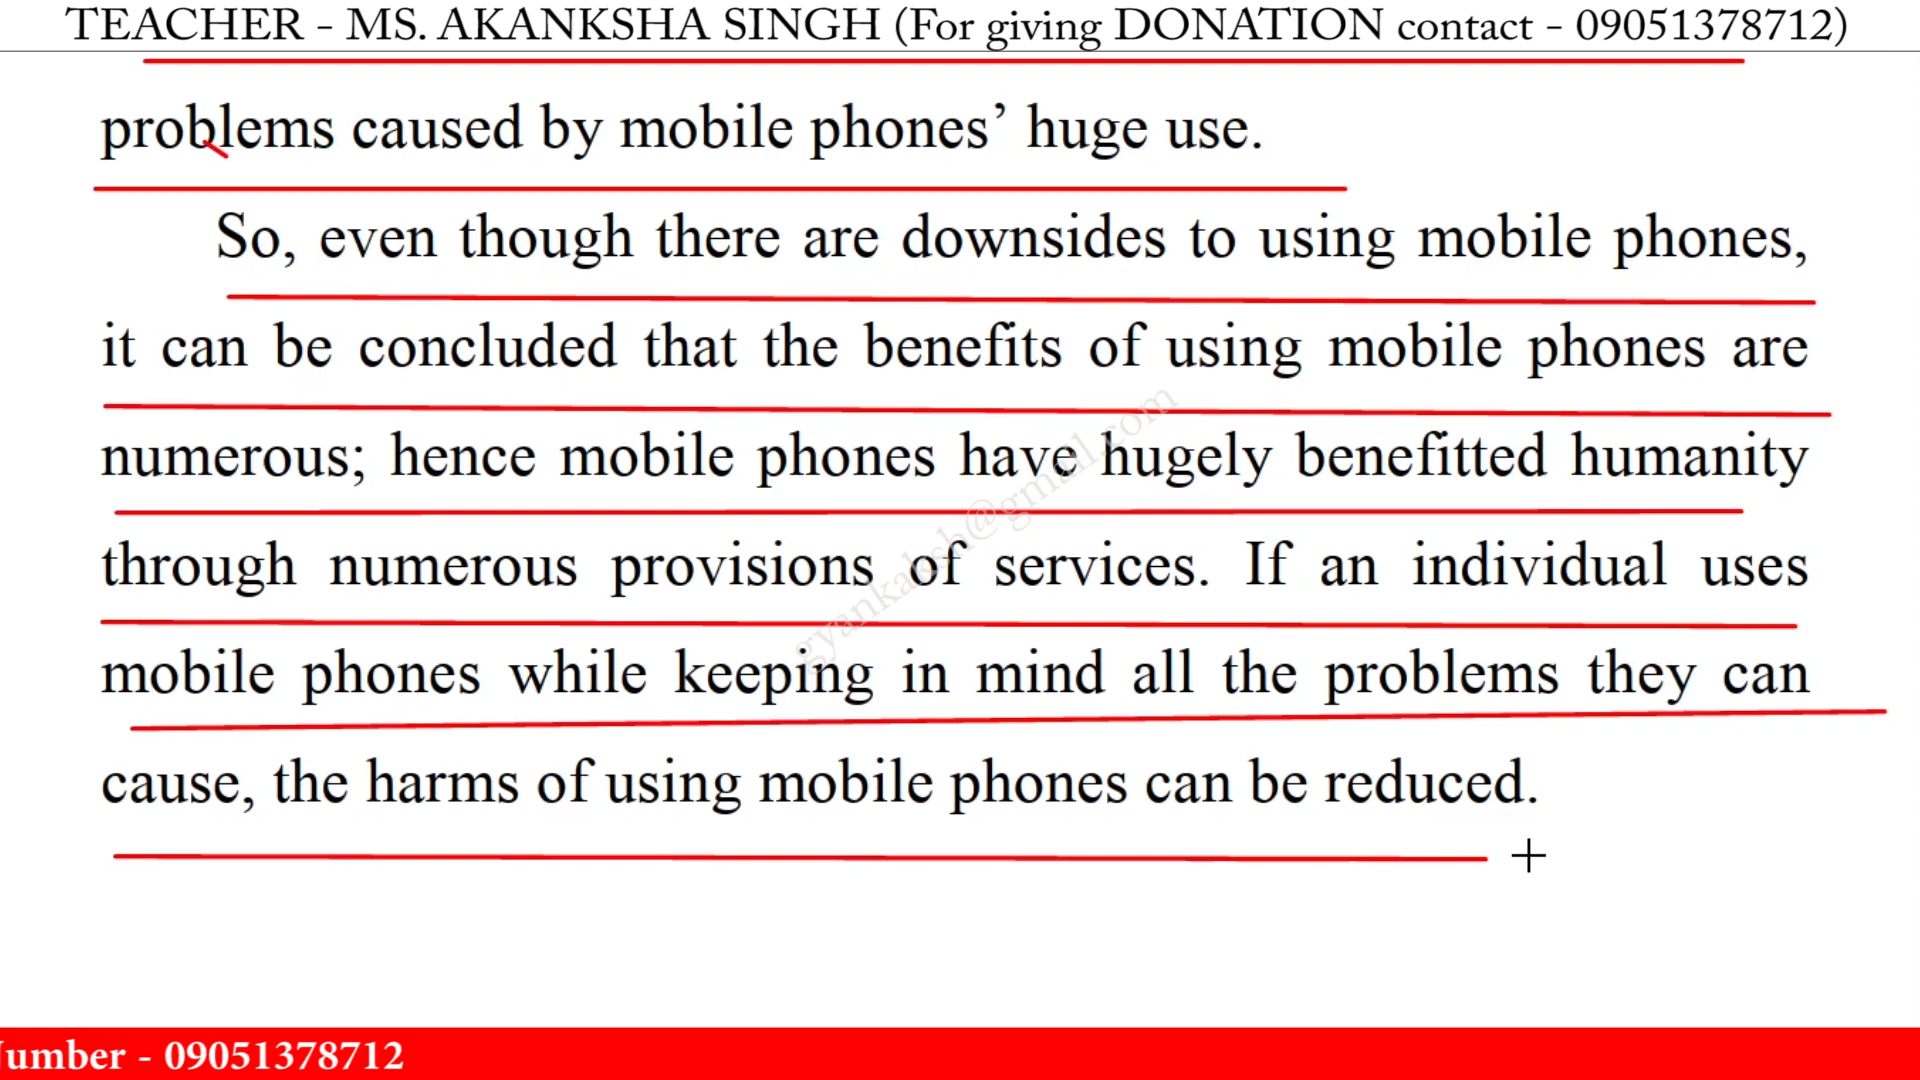 TEACHER - MS. AKANKSHA SINGH (For giving DONATION contact - 09051378712)
problems caused by mobile phones’ huge use.
So, even though there are downsides to using mobile phones,
it can be concluded that the benefits of using mobile phones are
numerous; hence mobile phones have hugely benefitted humanity
through numerous provisions of services. If an individual uses
mobile phones while keeping in mind all the problems they can
cause, the harms of using mobile phones can be reduced.
gyankaksh@gmail.com
- 09051378712